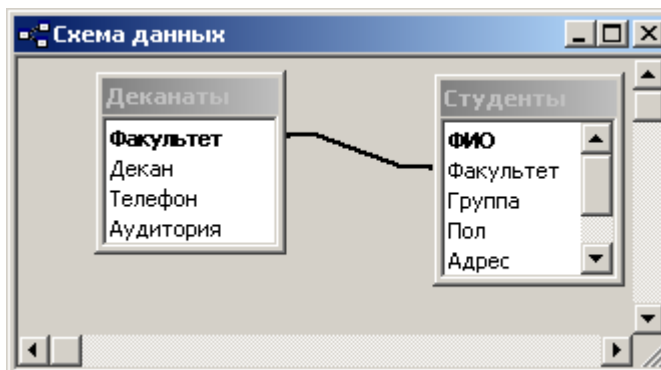 Схема данных
Деканаты
Факультет
Декан
Телефон
Аудитория
Студенты
ФИО
Факультет
Группа
Пол
Адрес